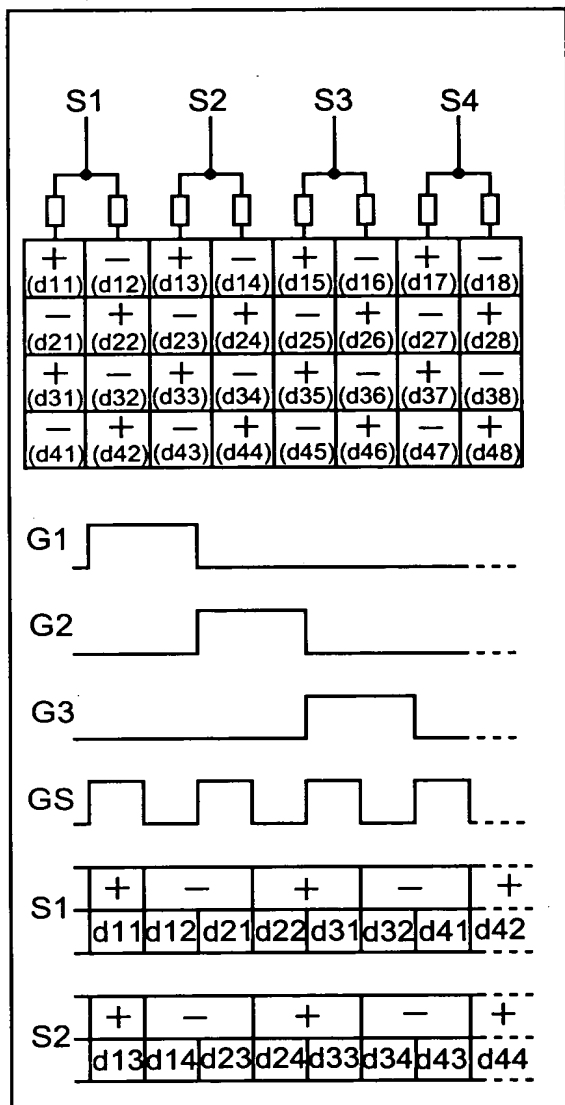 S1 S2 S3 S4
+ − + − + − + −
(d11) (d12) (d13) (d14) (d15) (d16) (d17) (d18)
− + − + − + − +
(d21) (d22) (d23) (d24) (d25) (d26) (d27) (d28)
+ − + − + − + −
(d31) (d32) (d33) (d34) (d35) (d36) (d37) (d38)
− + − + − + − +
(d41) (d42) (d43) (d44) (d45) (d46) (d47) (d48)
G1
G2
G3
GS
S1 + − + − +
d11 d12 d21 d22 d31 d32 d41 d42
S2 + − + − +
d13 d14 d23 d24 d33 d34 d43 d44